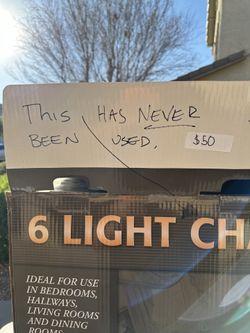 This HAS NEVER
BEEN USED. $50
6 LIGHT CH
IDEAL FOR USE
IN BEDROOMS,
HALLWAYS,
LIVING ROOMS
AND DINING
ROOMS